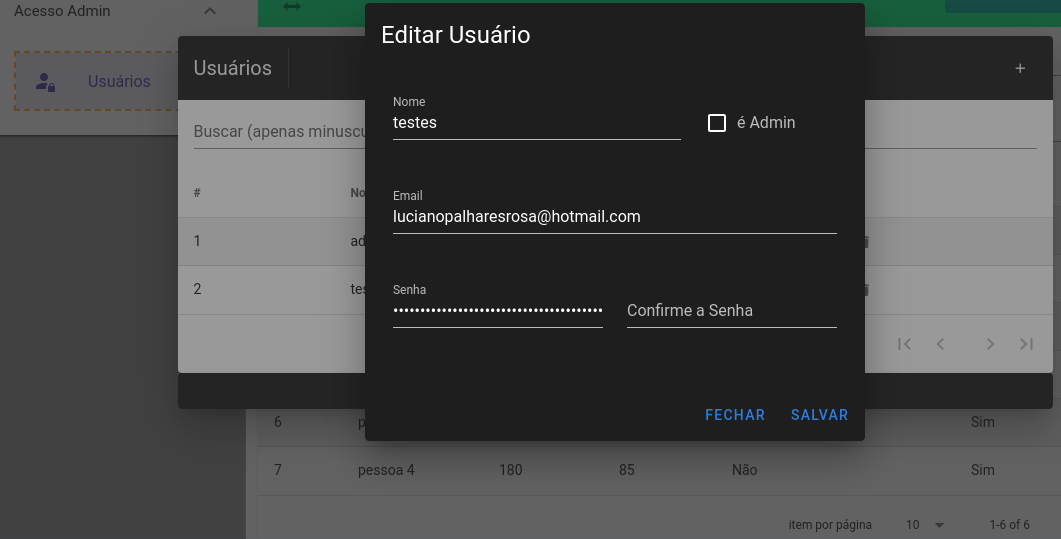 Acesso Admin
Editar Usuário
Usuários
Usuários
+
Nome
testes
é Admin
Buscar (apenas minuscu
Email
lucianopalharesrosa@hotmail.com
#
No
1
ad
2
tes
Senha
••••••••••••••••••••••••••••••••••••••
Confirme a Senha
FECHAR
SALVAR
6
p
Sim
7
pessoa 4
180
85
Não
Sim
item por página
10
1-6 of 6